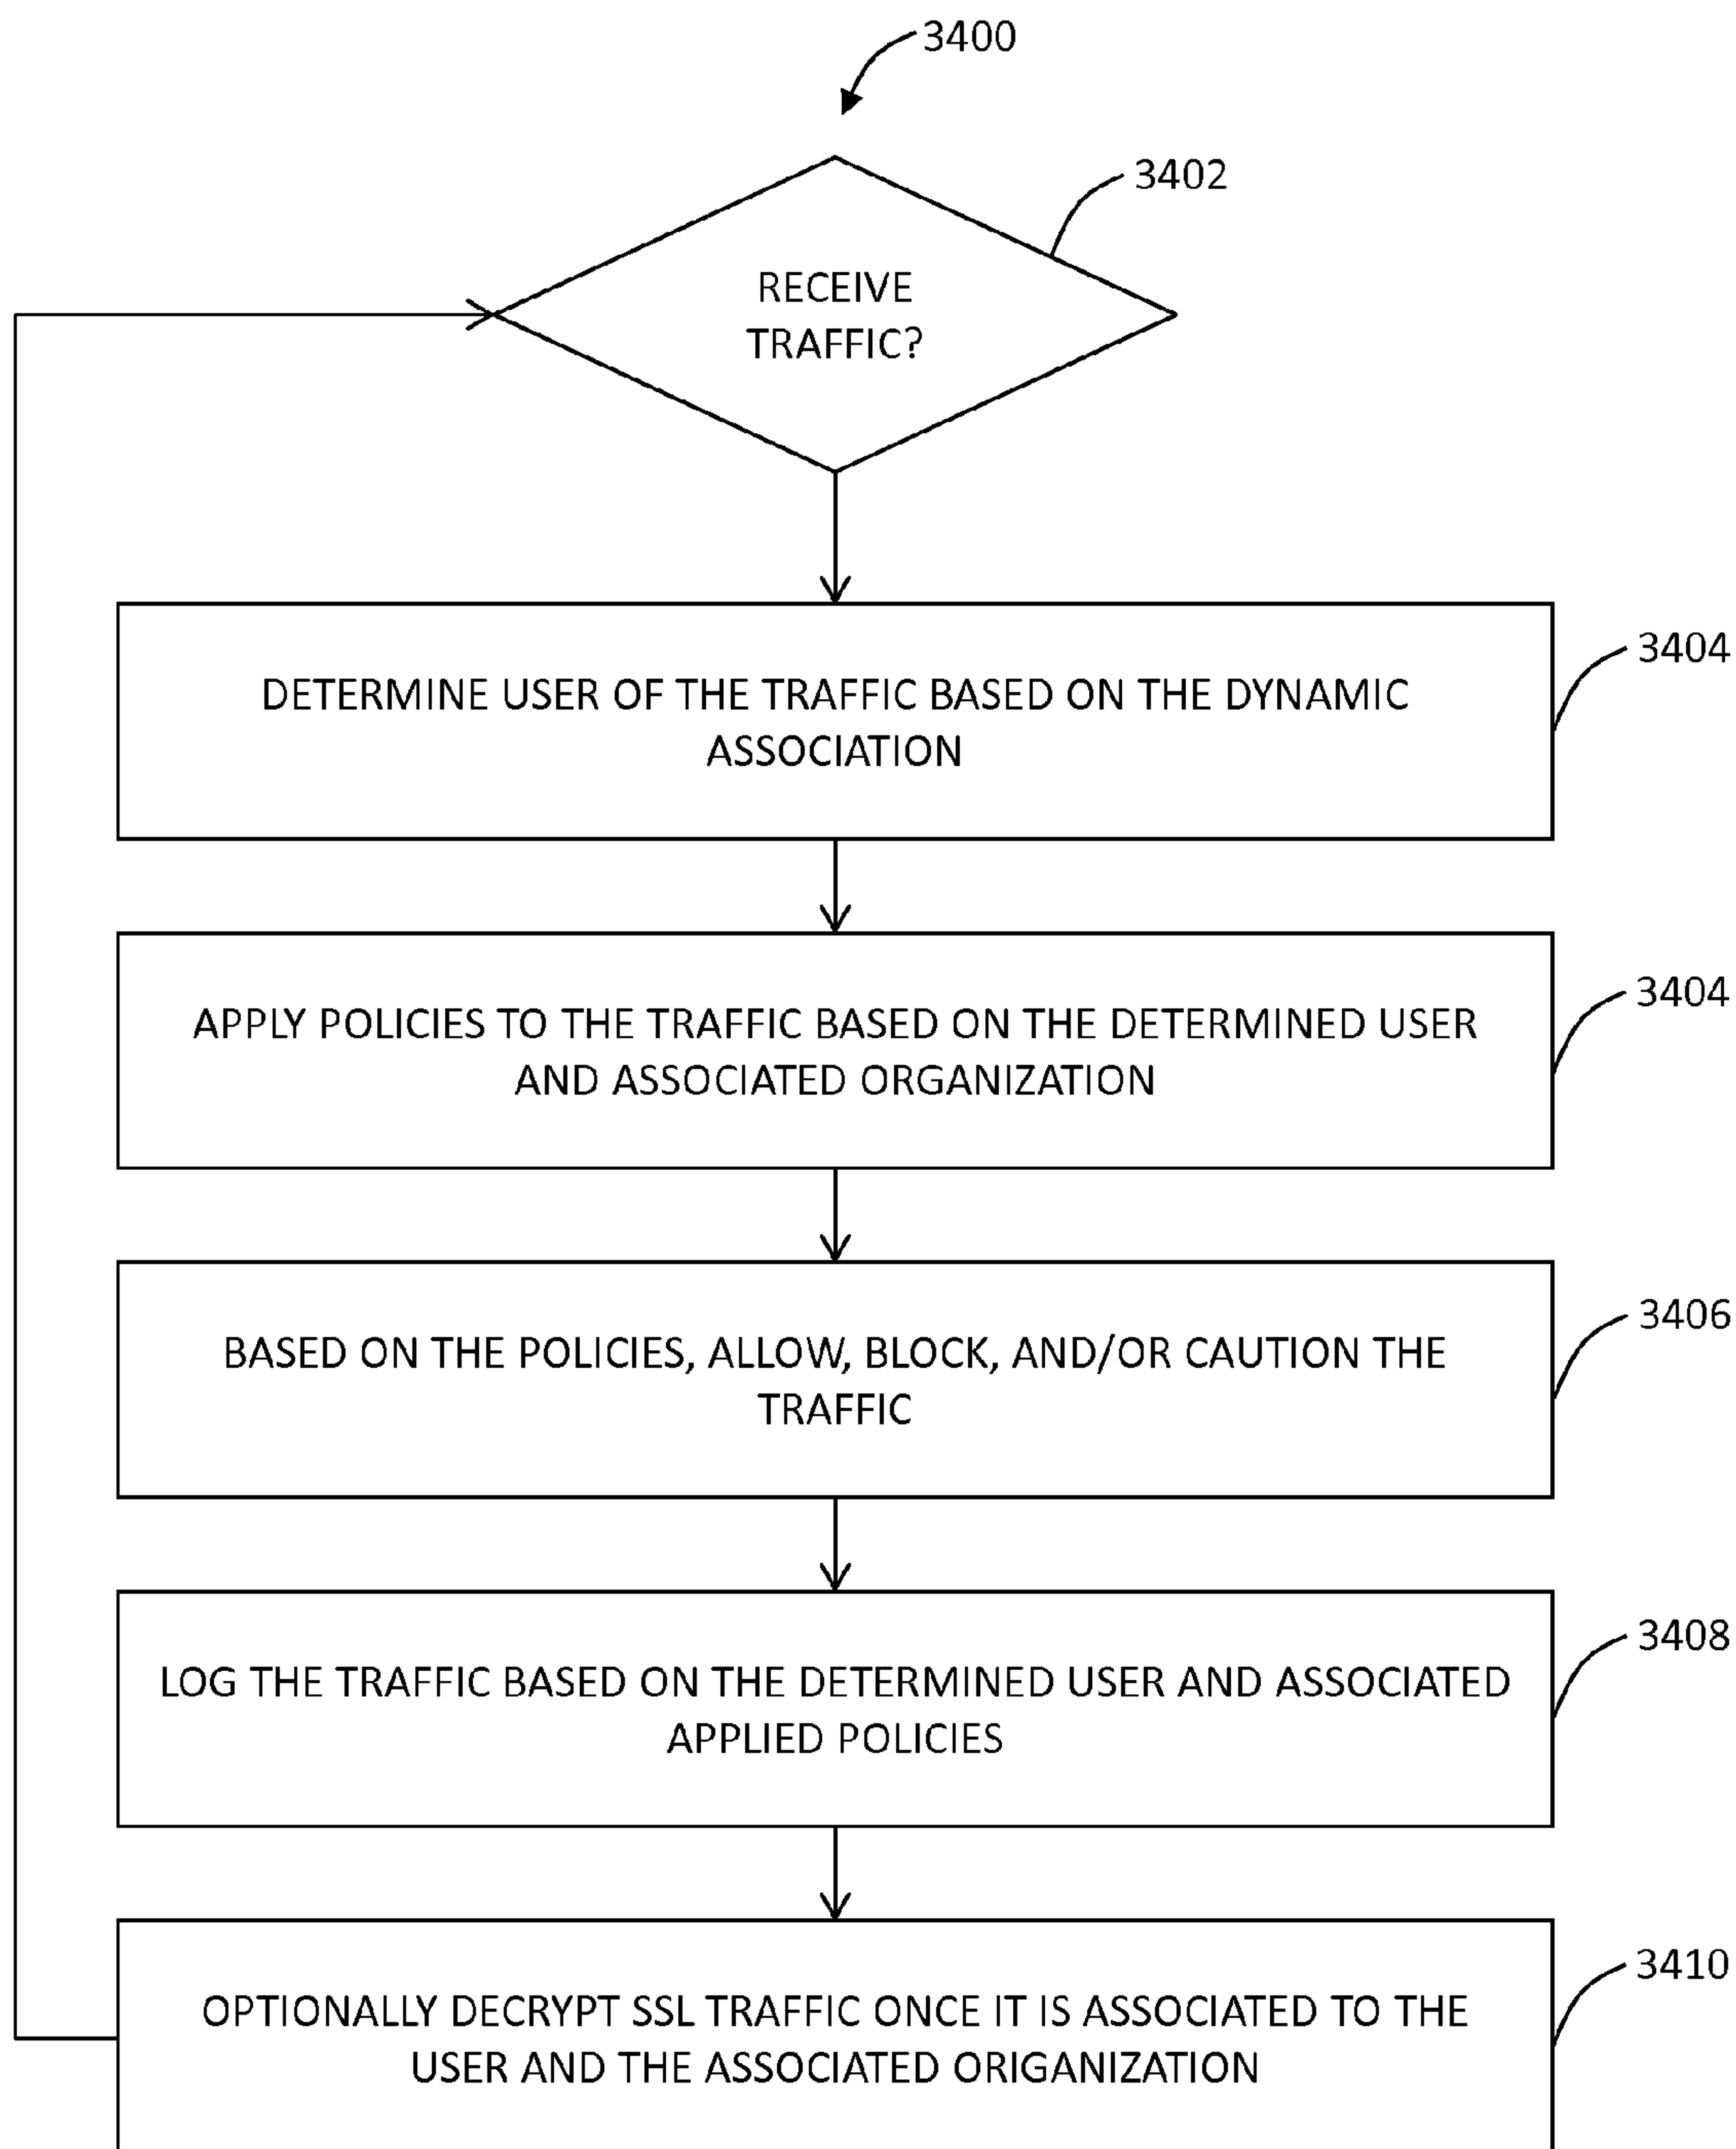 3400
3402
RECEIVE
TRAFFIC?
3404
DETERMINE USER OF THE TRAFFIC BASED ON THE DYNAMIC
ASSOCIATION
3404
APPLY POLICIES TO THE TRAFFIC BASED ON THE DETERMINED USER
AND ASSOCIATED ORGANIZATION
3406
BASED ON THE POLICIES, ALLOW, BLOCK, AND/OR CAUTION THE
TRAFFIC
3408
LOG THE TRAFFIC BASED ON THE DETERMINED USER AND ASSOCIATED
APPLIED POLICIES
3410
OPTIONALLY DECRYPT SSL TRAFFIC ONCE IT IS ASSOCIATED TO THE
USER AND THE ASSOCIATED ORIGANIZATION